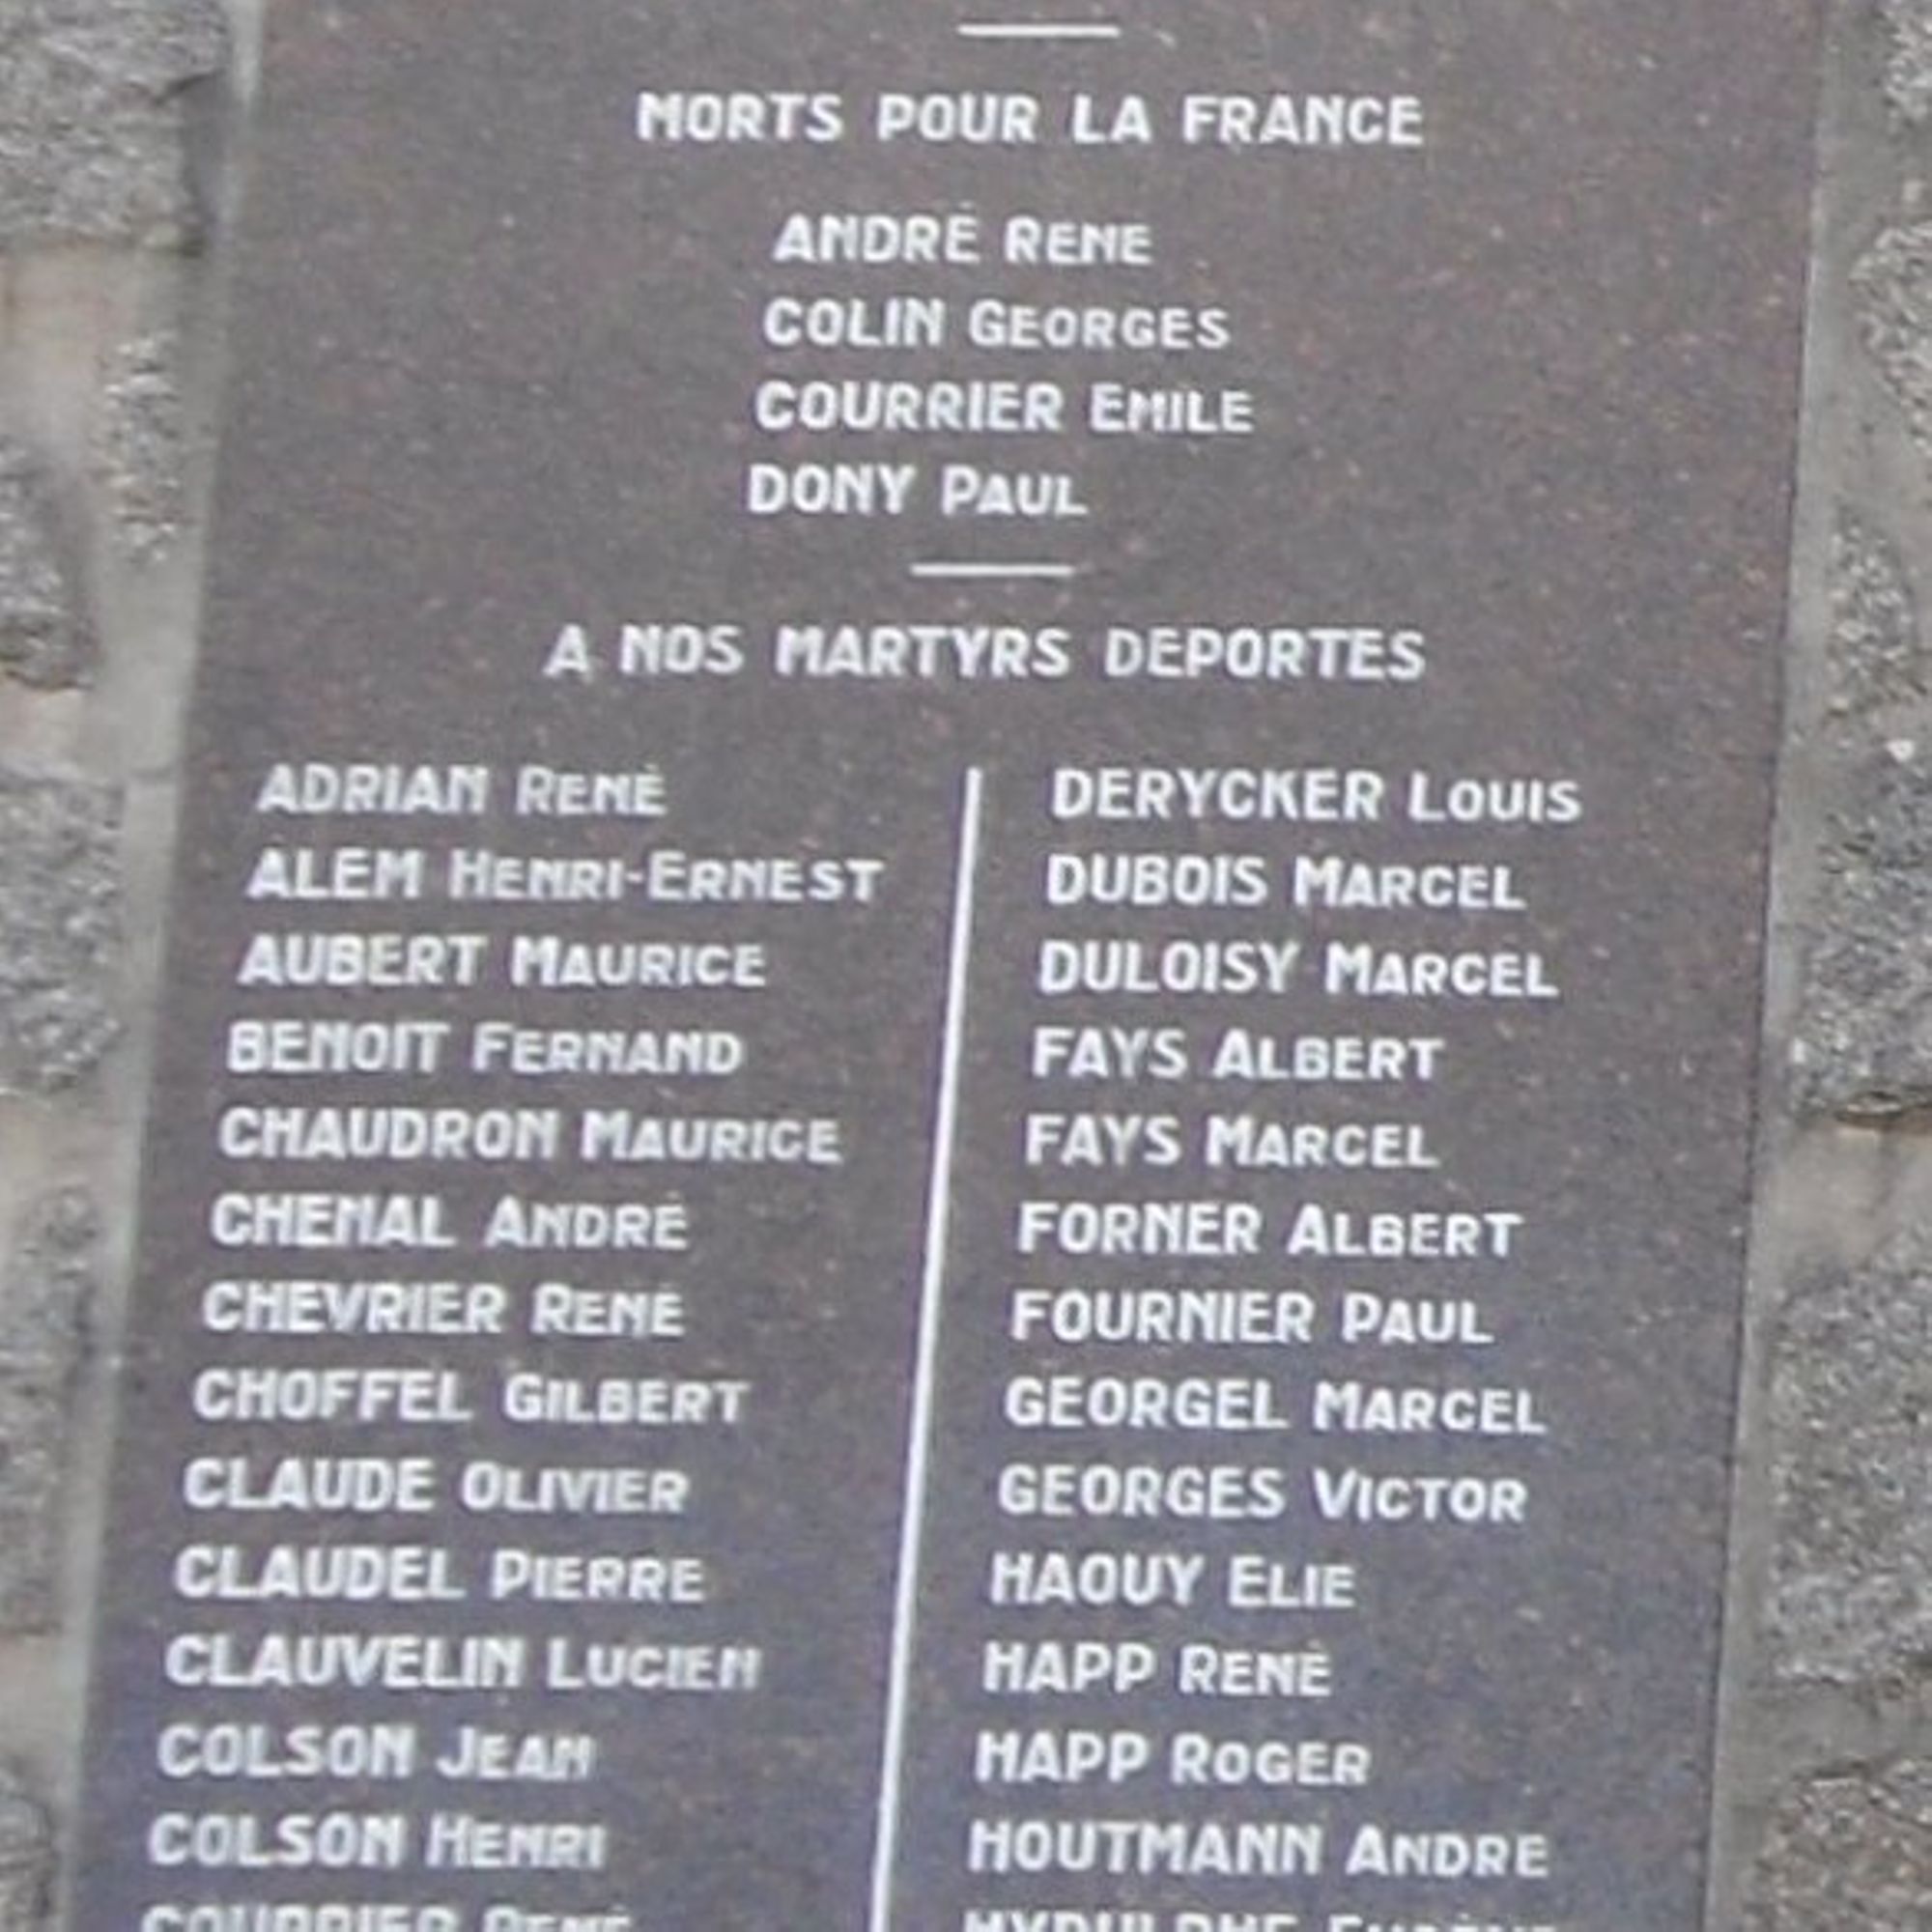 MORTS POUR LA FRANCE
ANDRÉ RENE
COLIN GEORGES
COURRIER EMILE
DONY PAUL
A NOS MARTYRS DEPORTES
ADRIAN RENÉ
ALEM HENRI-ERNEST
AUBERT MAURICE
BENOIT FERNAND
CHAUDRON MAURICE
CHENAL ANDRÉ
CHEVRIER RENÉ
CHOFFEL GILBERT
CLAUDE OLIVIER
CLAUDEL PIERRE
CLAUVELIN LUCIEN
COLSON JEAN
COLSON HENRI
COURRIER RENÉ
DERYCKER LOUIS
DUBOIS MARCEL
DULOISY MARCEL
FAYS ALBERT
FAYS MARCEL
FORNER ALBERT
FOURNIER PAUL
GEORGEL MARCEL
GEORGES VICTOR
HAOUY ELIE
HAPP RENÉ
HAPP ROGER
HOUTMANN ANDRE